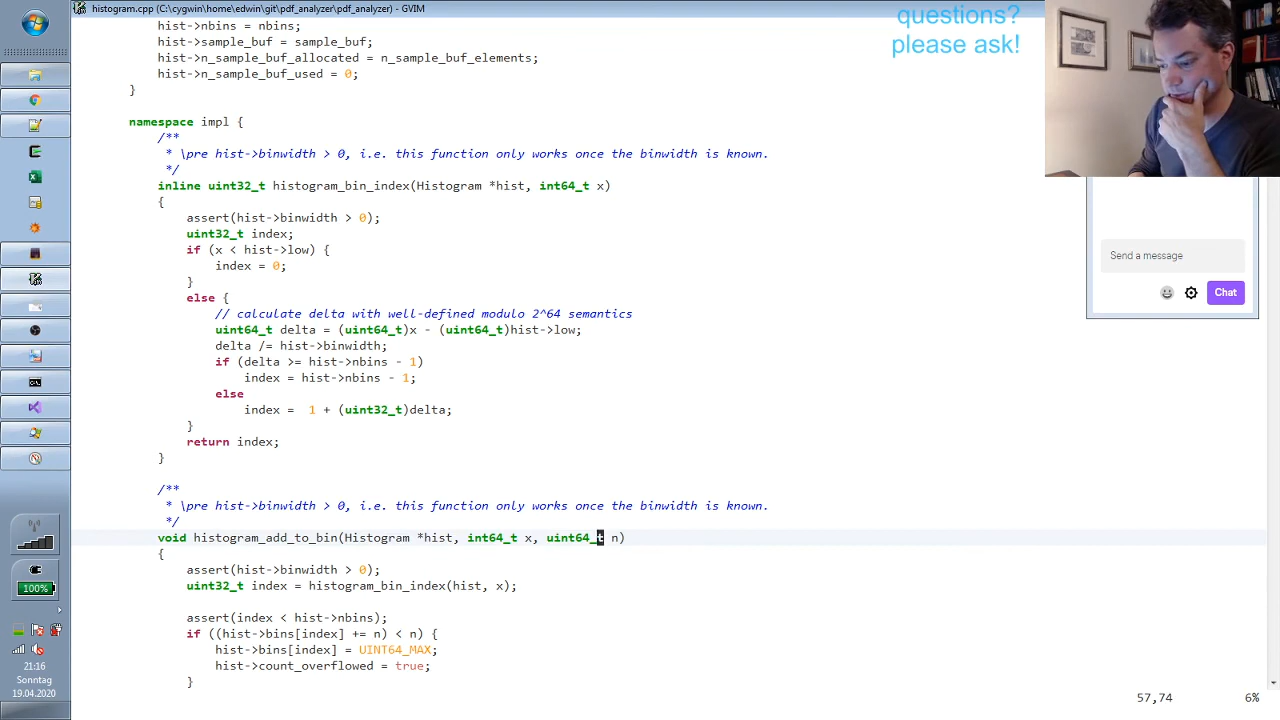 histogram.cpp (C:\cygwin\home\edwin\git\pdf_analyzer\pdf_analyzer) - GVIM
questions?
please ask!
hist->nbins = nbins;
hist->sample_buf = sample_buf;
hist->n_sample_buf_allocated = n_sample_buf_elements;
hist->n_sample_buf_used = 0;
}
namespace impl {
/**
* \pre hist->binwidth > 0, i.e. this function only works once the binwidth is known.
*/
inline uint32_t histogram_bin_index(Histogram *hist, int64_t x)
{
assert(hist->binwidth > 0);
uint32_t index;
if (x < hist->low) {
index = 0;
}
else {
// calculate delta with well-defined modulo 2^64 semantics
uint64_t delta = (uint64_t)x - (uint64_t)hist->low;
delta /= hist->binwidth;
if (delta >= hist->nbins - 1)
index = hist->nbins - 1;
else
index =  1 + (uint32_t)delta;
}
return index;
}
/**
* \pre hist->binwidth > 0, i.e. this function only works once the binwidth is known.
*/
void histogram_add_to_bin(Histogram *hist, int64_t x, uint64_t n)
{
assert(hist->binwidth > 0);
uint32_t index = histogram_bin_index(hist, x);
assert(index < hist->nbins);
if ((hist->bins[index] += n) < n) {
hist->bins[index] = UINT64_MAX;
hist->count_overflowed = true;
}
57,74
6%
Send a message
Chat
100%
21:16
Sonntag
19.04.2020